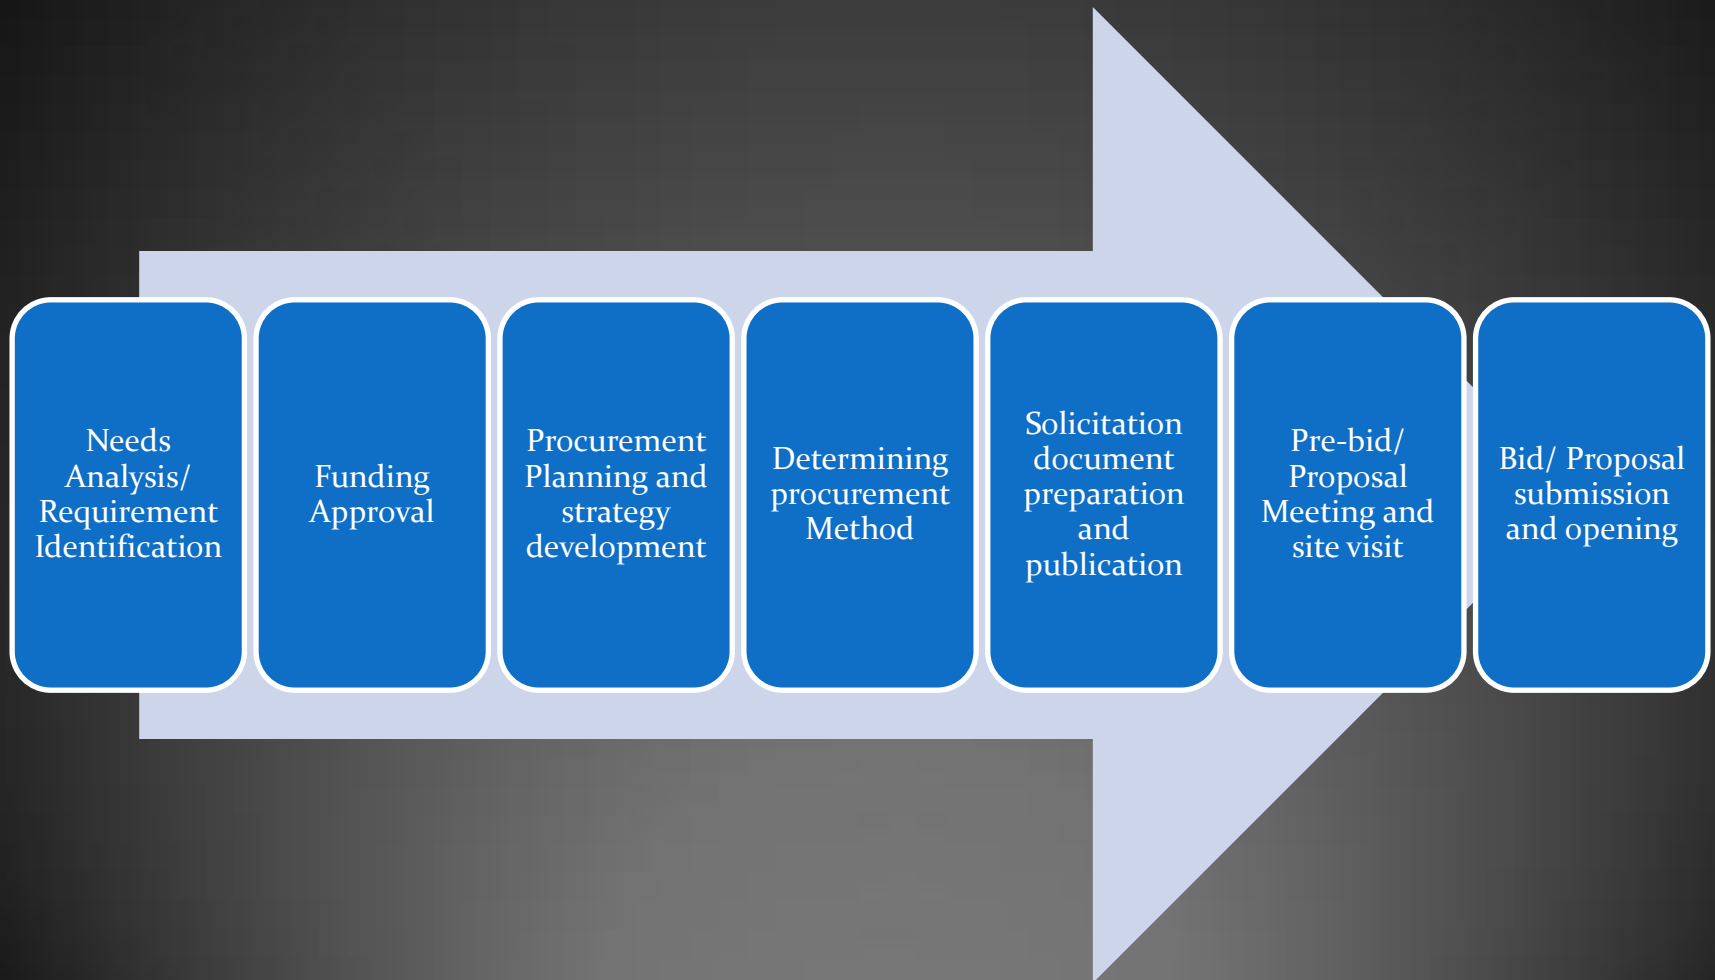 Needs
Analysis/
Requirement
Identification
Funding
Approval
Procurement
Planning and
strategy
development
Determining
procurement
Method
Solicitation
document
preparation
and
publication
Pre-bid/
Proposal
Meeting and
site visit
Bid/ Proposal
submission
and opening